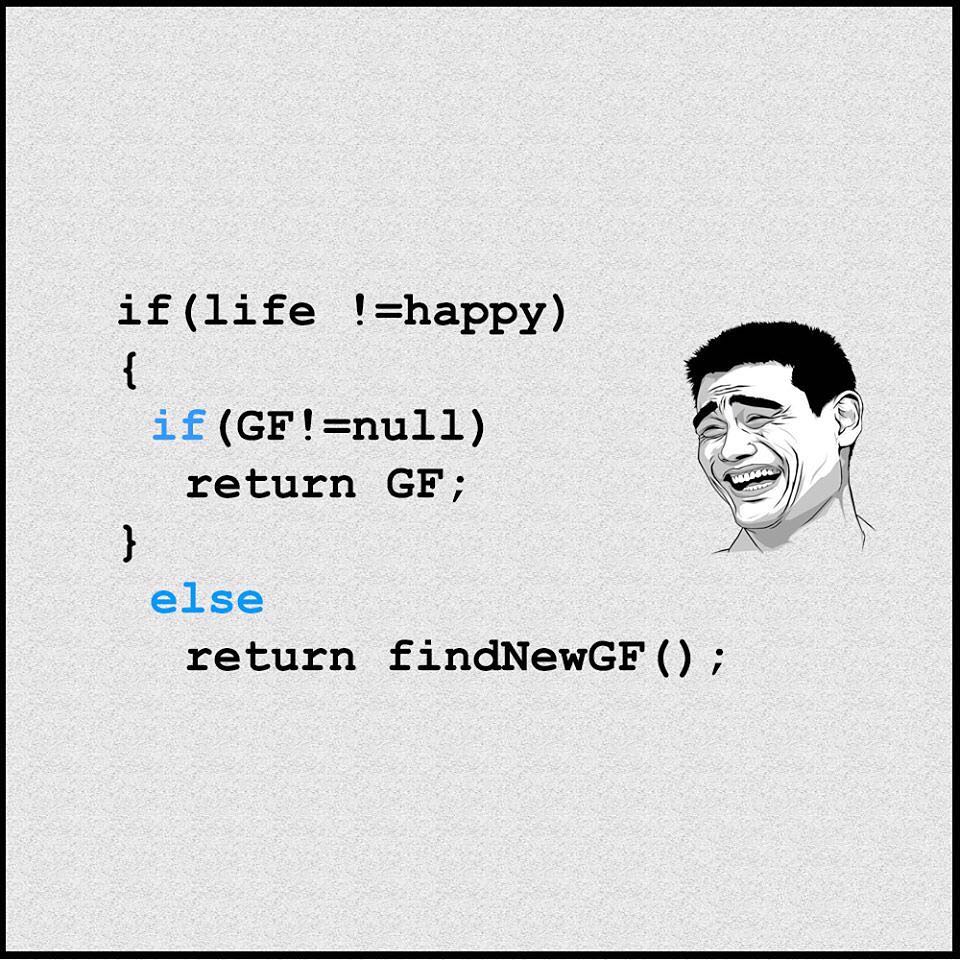 if(life !=happy)
{
if(GF!=null)
return GF;
}
else
return findNewGF();